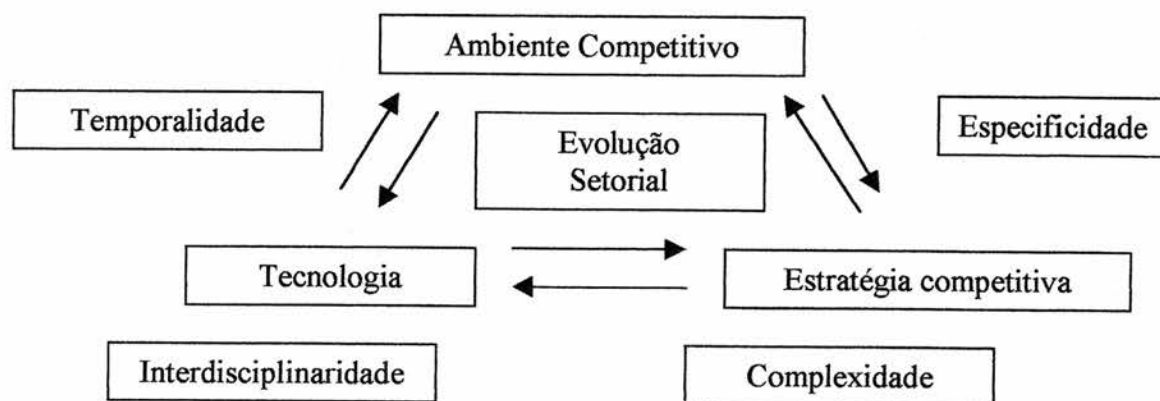 Ambiente Competitivo
Temporalidade
Evolução
Setorial
Especificidade
Tecnologia
Estratégia competitiva
Interdisciplinaridade
Complexidade